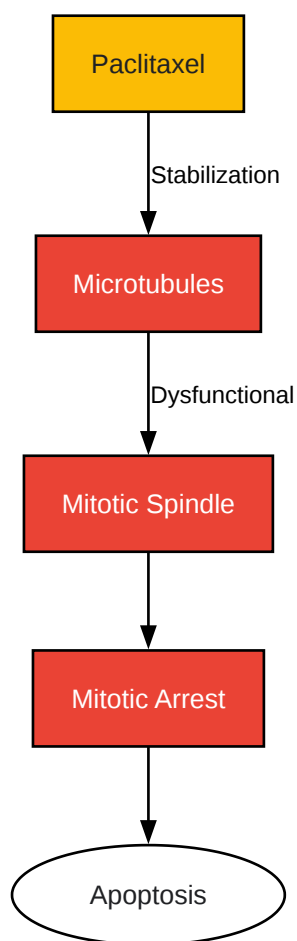 Paclitaxel
Stabilization
Microtubules
Dysfunctional
Mitotic Spindle
Mitotic Arrest
Apoptosis